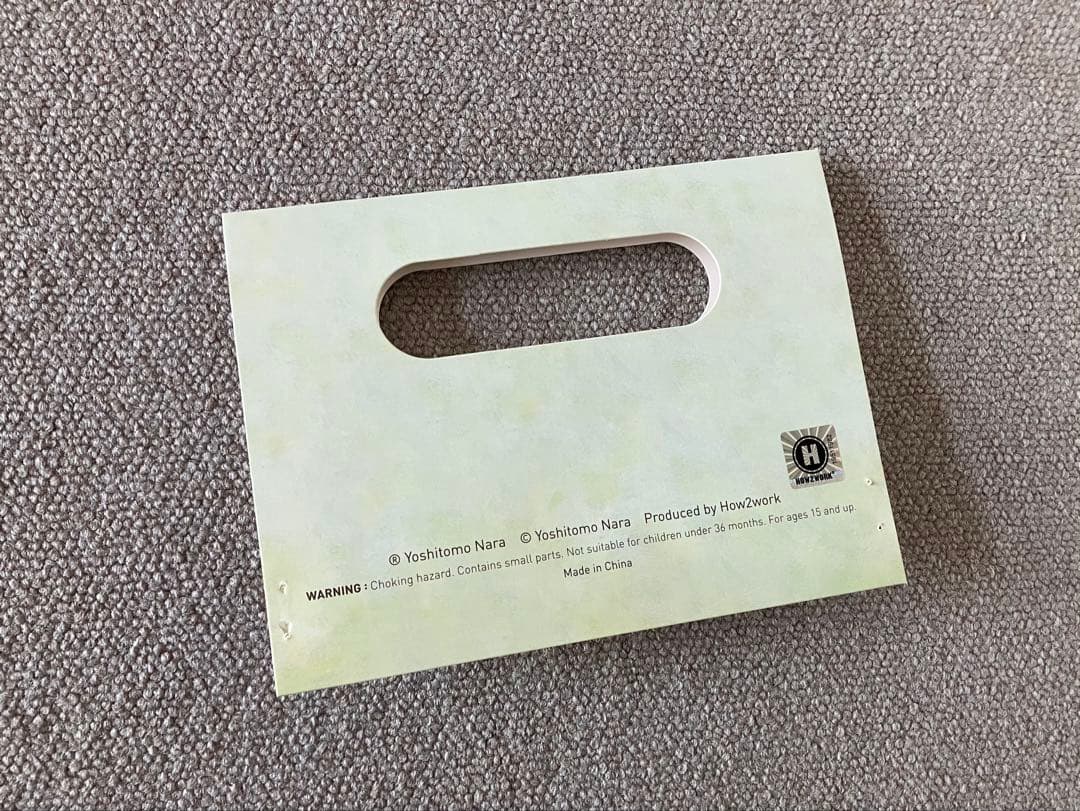 H
HOW2WORK
® Yoshitomo Nara © Yoshitomo Nara Produced by How2work
WARNING : Choking hazard. Contains small parts. Not suitable for children under 36 months. For ages 15 and up.
Made in China